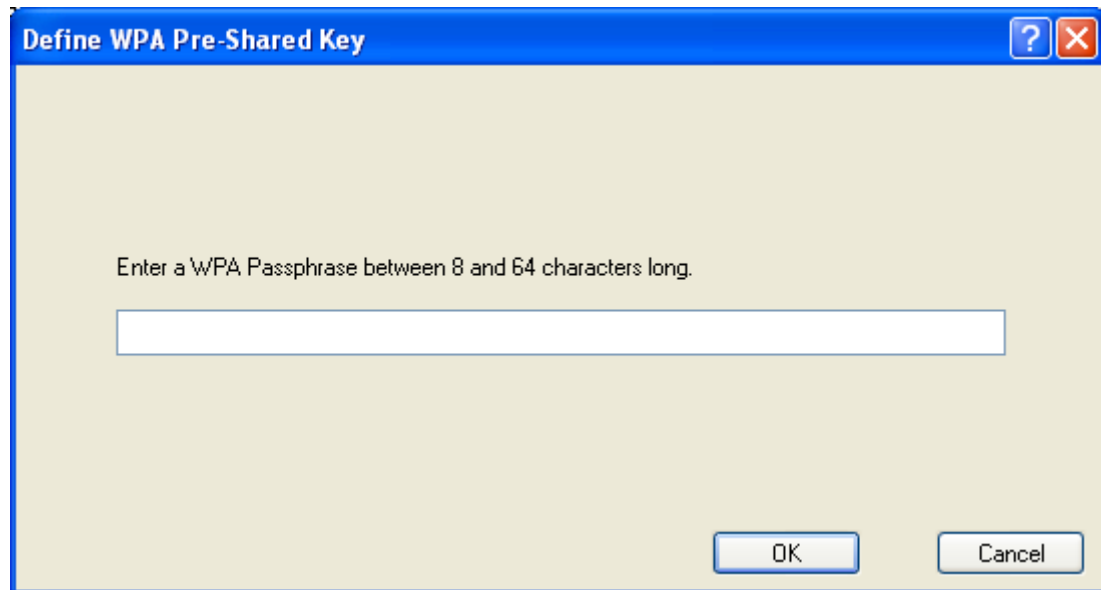 Define WPA Pre-Shared Key
?
Enter a WPA Passphrase between 8 and 64 characters long.
OK
Cancel